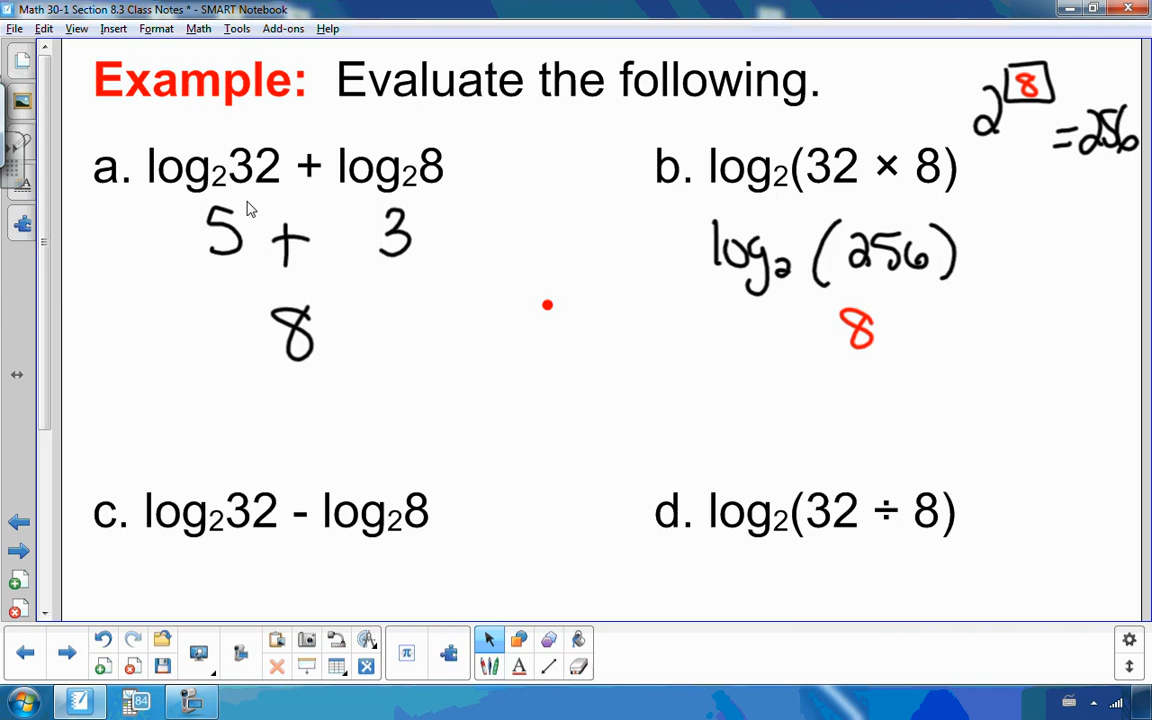 Math 30-1 Section 8.3 Class Notes * - SMART Notebook
File Edit View Insert Format Math Tools Add-ons Help
Example: Evaluate the following.
2^8 = 256
a. log₂32 + log₂8
b. log₂(32 × 8)
5 + 3
log₂ (256)
8
8
c. log₂32 - log₂8
d. log₂(32 ÷ 8)
π
A
84